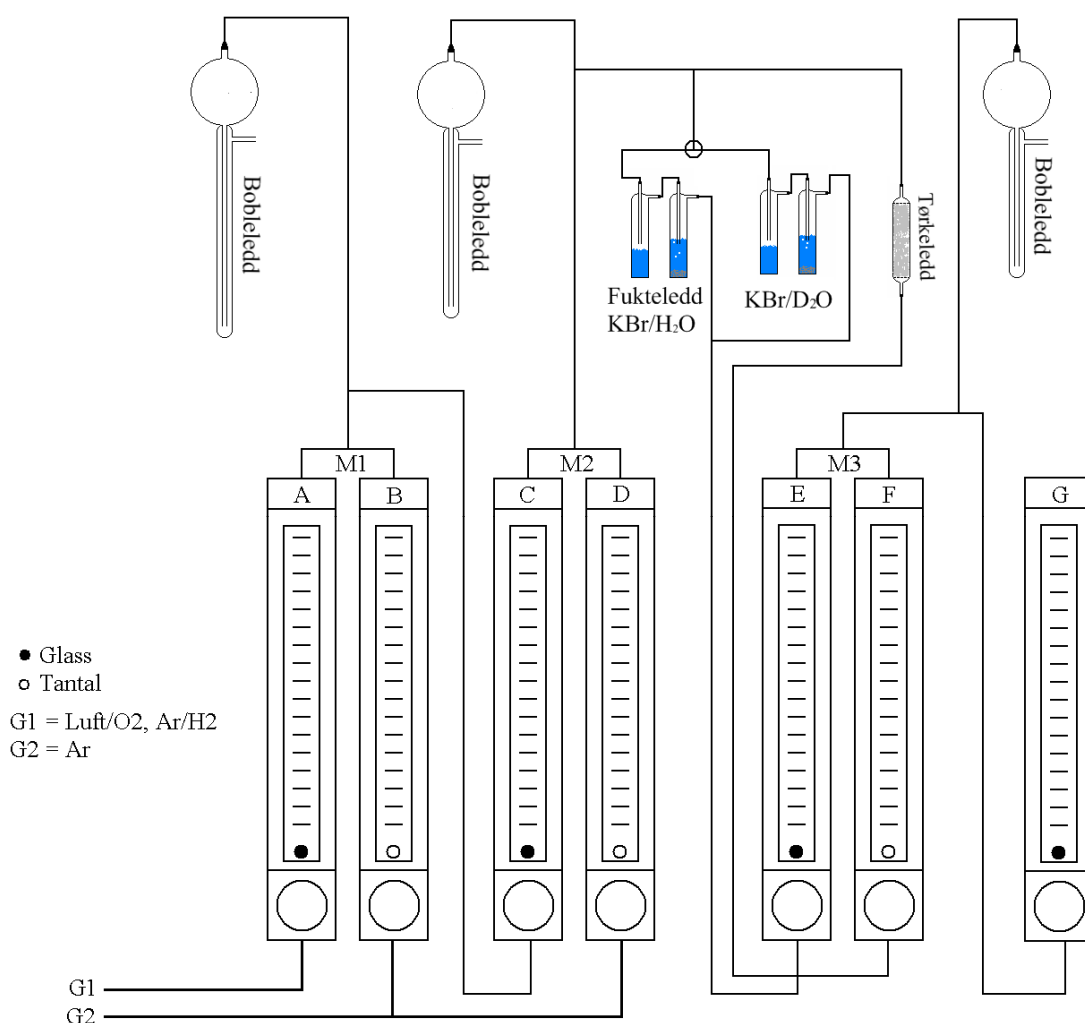 Bobleledd
Bobleledd
Bobleledd
Tørkeledd
Fukteledd
KBr/H₂O
KBr/D₂O
M1
M2
M3
A
B
C
D
E
F
G
Glass
Tantal
G1 = Luft/O2, Ar/H2
G2 = Ar
G1
G2